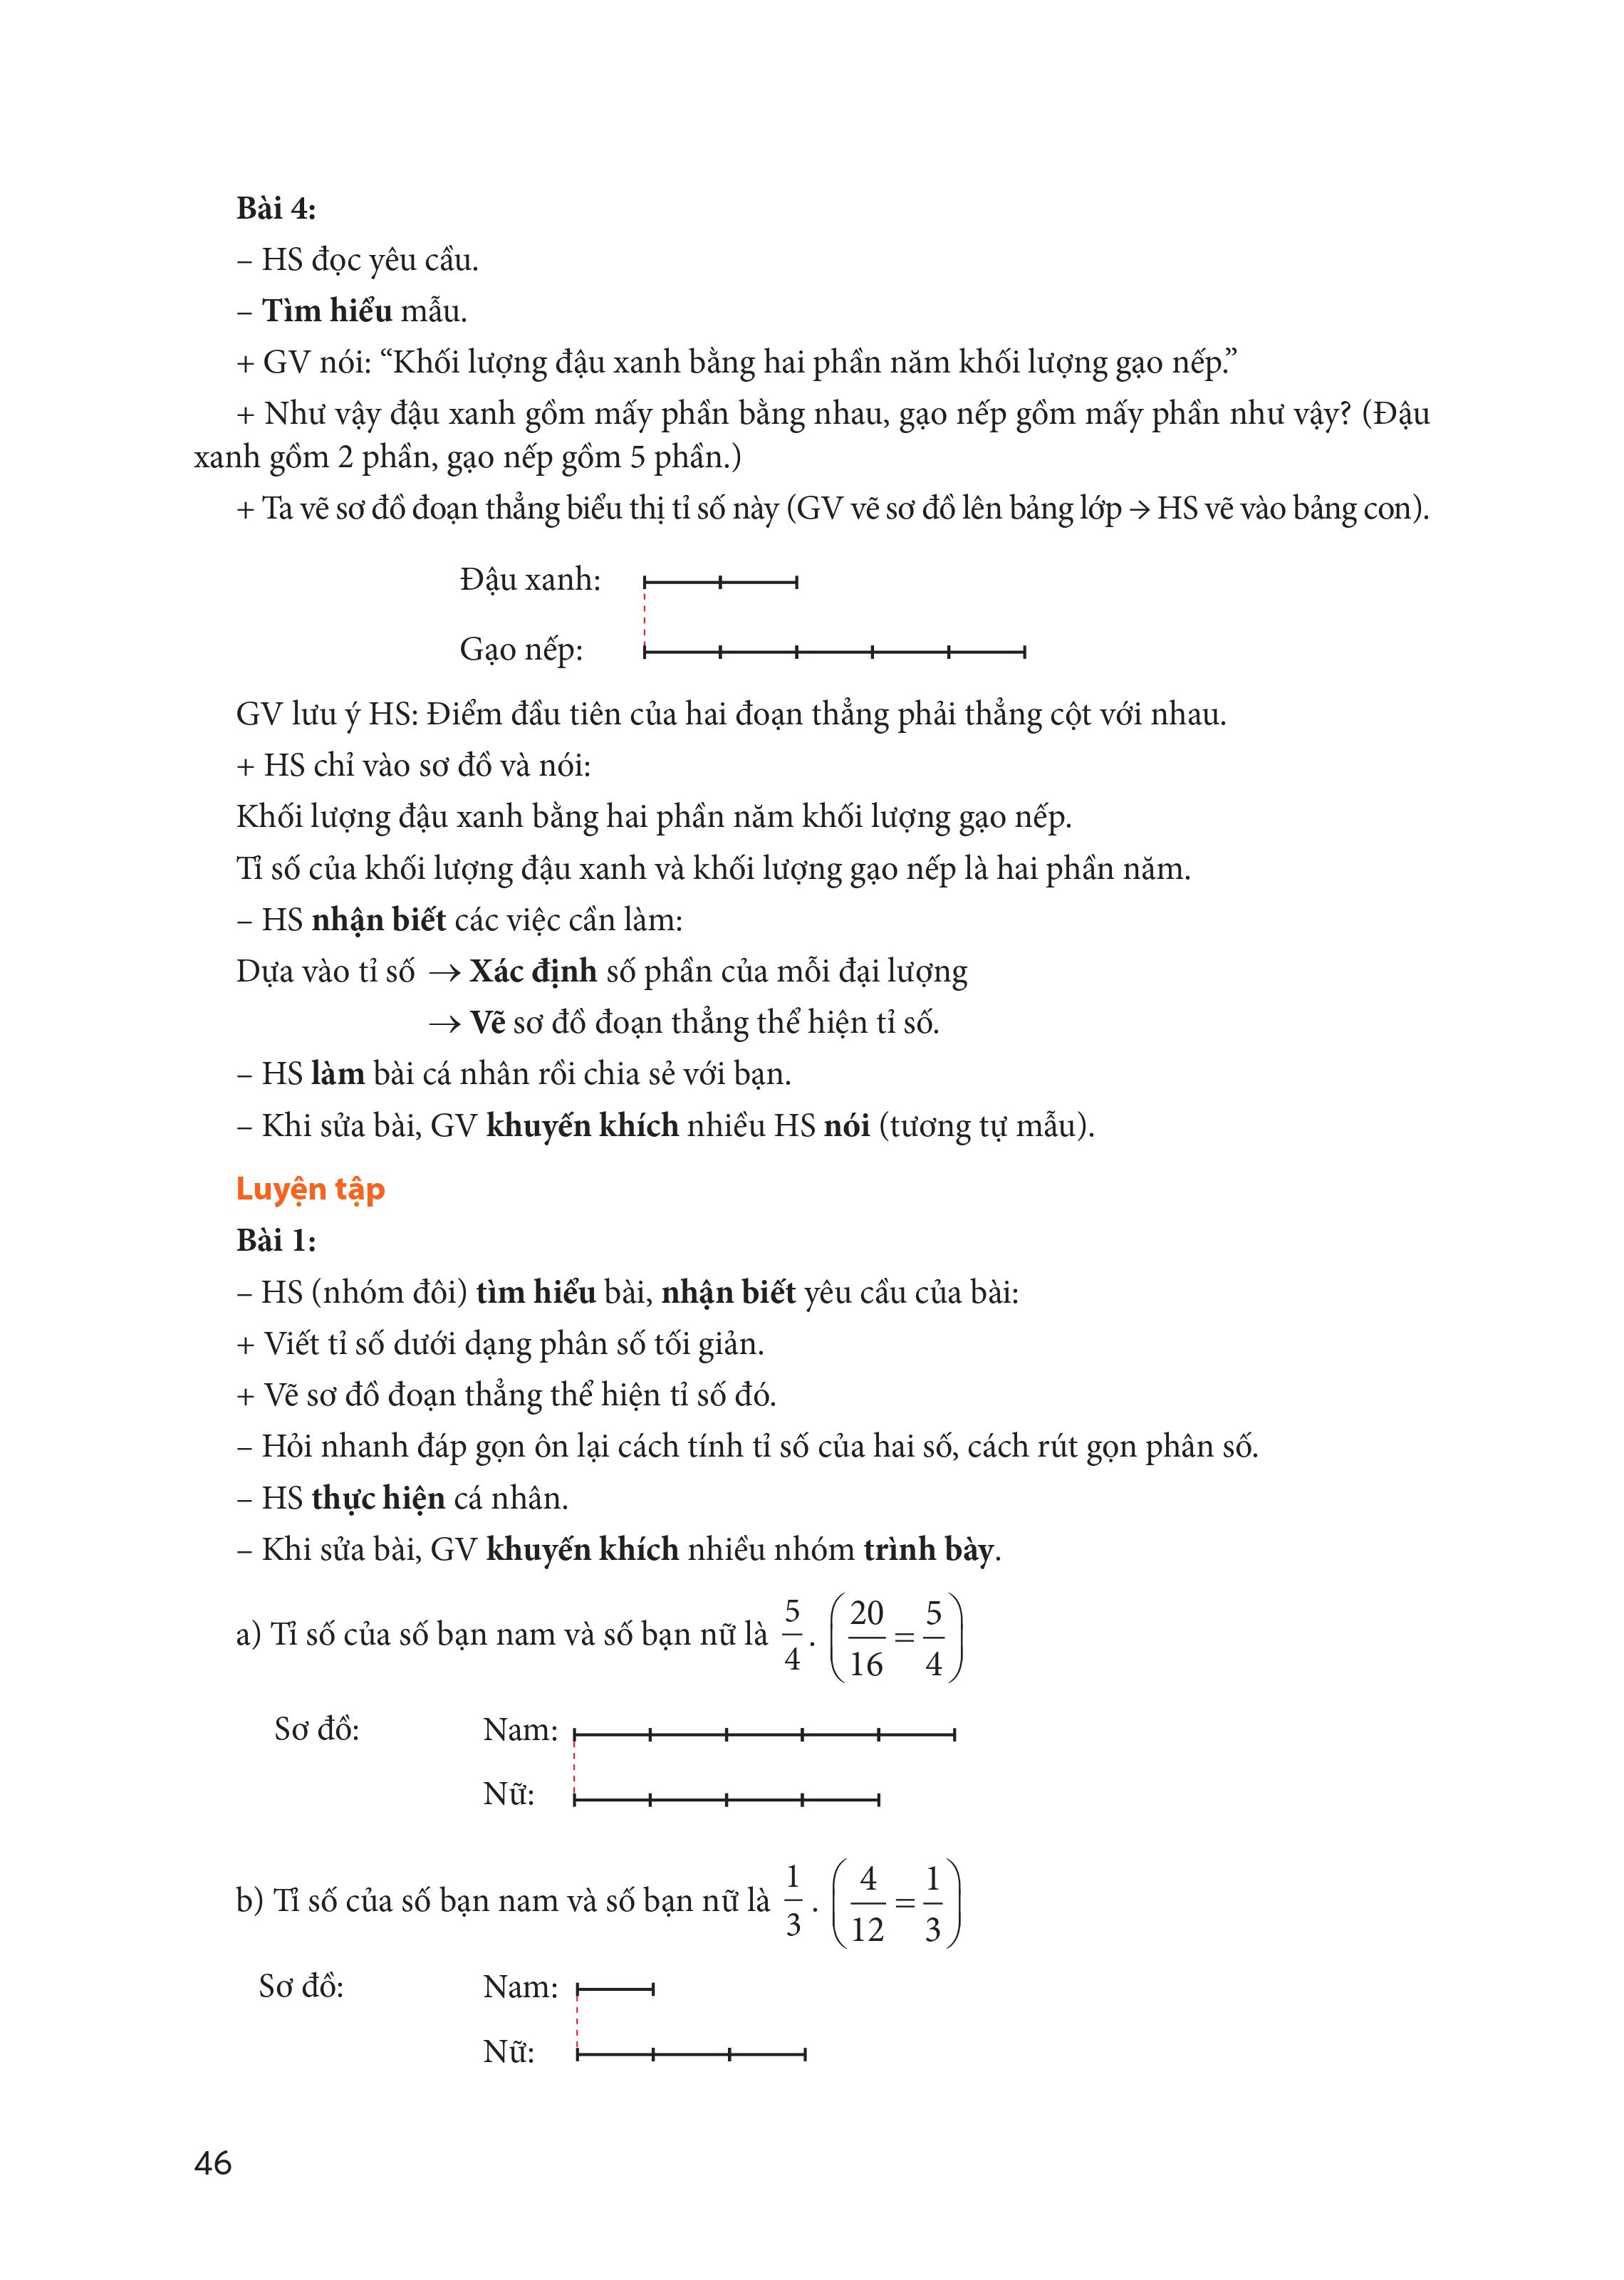 Bài 4:
– HS đọc yêu cầu.
– Tìm hiểu mẫu.
+ GV nói: “Khối lượng đậu xanh bằng hai phần năm khối lượng gạo nếp.”
+ Như vậy đậu xanh gồm mấy phần bằng nhau, gạo nếp gồm mấy phần như vậy? (Đậu
xanh gồm 2 phần, gạo nếp gồm 5 phần.)
+ Ta vẽ sơ đồ đoạn thẳng biểu thị tỉ số này (GV vẽ sơ đồ lên bảng lớp → HS vẽ vào bảng con).
Đậu xanh:
Gạo nếp:
GV lưu ý HS: Điểm đầu tiên của hai đoạn thẳng phải thẳng cột với nhau.
+ HS chỉ vào sơ đồ và nói:
Khối lượng đậu xanh bằng hai phần năm khối lượng gạo nếp.
Tỉ số của khối lượng đậu xanh và khối lượng gạo nếp là hai phần năm.
– HS nhận biết các việc cần làm:
Dựa vào tỉ số → Xác định số phần của mỗi đại lượng
→ Vẽ sơ đồ đoạn thẳng thể hiện tỉ số.
– HS làm bài cá nhân rồi chia sẻ với bạn.
– Khi sửa bài, GV khuyến khích nhiều HS nói (tương tự mẫu).
Luyện tập
Bài 1:
– HS (nhóm đôi) tìm hiểu bài, nhận biết yêu cầu của bài:
+ Viết tỉ số dưới dạng phân số tối giản.
+ Vẽ sơ đồ đoạn thẳng thể hiện tỉ số đó.
– Hỏi nhanh đáp gọn ôn lại cách tính tỉ số của hai số, cách rút gọn phân số.
– HS thực hiện cá nhân.
– Khi sửa bài, GV khuyến khích nhiều nhóm trình bày.
a) Tỉ số của số bạn nam và số bạn nữ là 5/4. (20/16 = 5/4)
Sơ đồ: Nam:
Nữ:
b) Tỉ số của số bạn nam và số bạn nữ là 1/3. (4/12 = 1/3)
Sơ đồ: Nam:
Nữ:
46